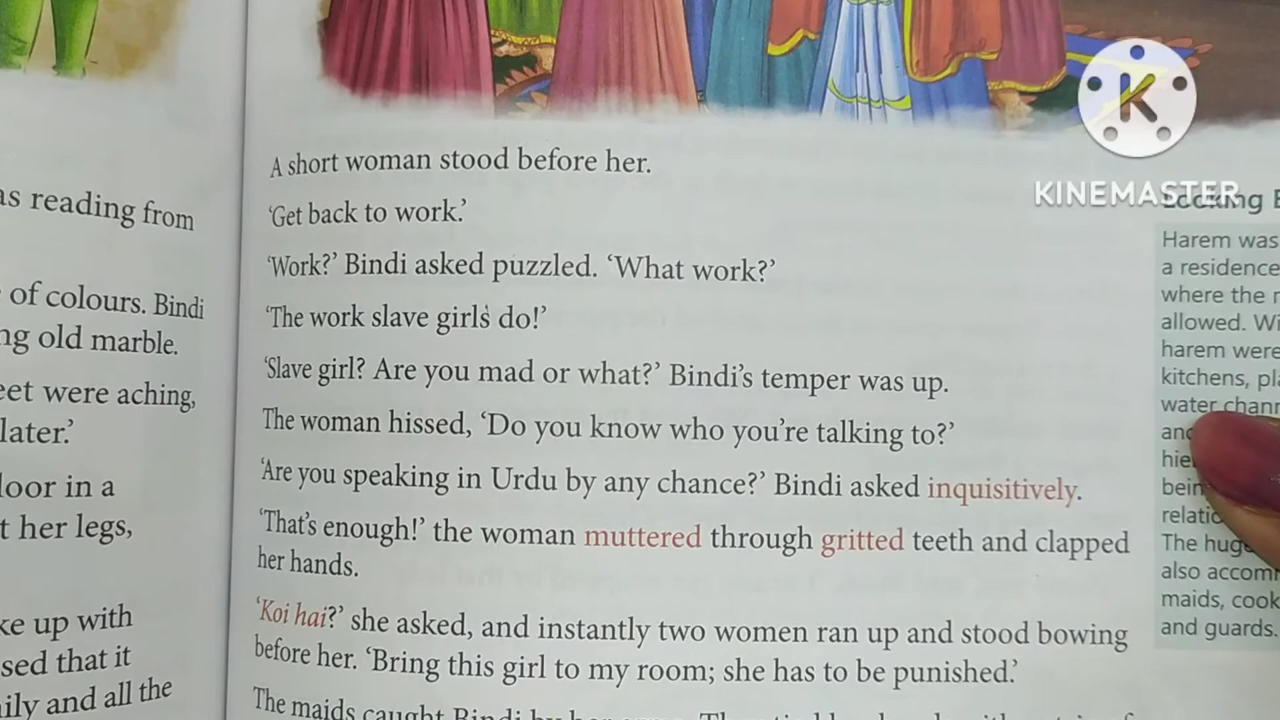 as reading from
of colours. Bindi
ng old marble.
eet were aching,
later.'
loor in a
t her legs,
ke up with
sed that it
ily and all the
A short woman stood before her.
'Get back to work.'
'Work?' Bindi asked puzzled. 'What work?'
'The work slave girls do!'
'Slave girl? Are you mad or what?' Bindi's temper was up.
The woman hissed, 'Do you know who you're talking to?'
'Are you speaking in Urdu by any chance?' Bindi asked inquisitively.
'That's enough!' the woman muttered through gritted teeth and clapped
her hands.
'Koi hai?' she asked, and instantly two women ran up and stood bowing
before her. 'Bring this girl to my room; she has to be punished.'
The maids caught Bindi by her
KINEMASTER
Looking
Harem was
a residence
where the
allowed.
harem were
kitchens,
water
The
also
maids, cook
and guards.